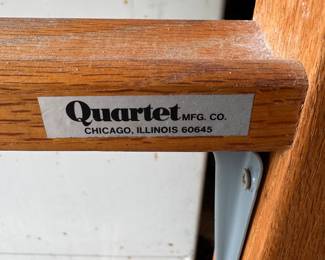 Quartet MFG. CO.
CHICAGO, ILLINOIS 60645